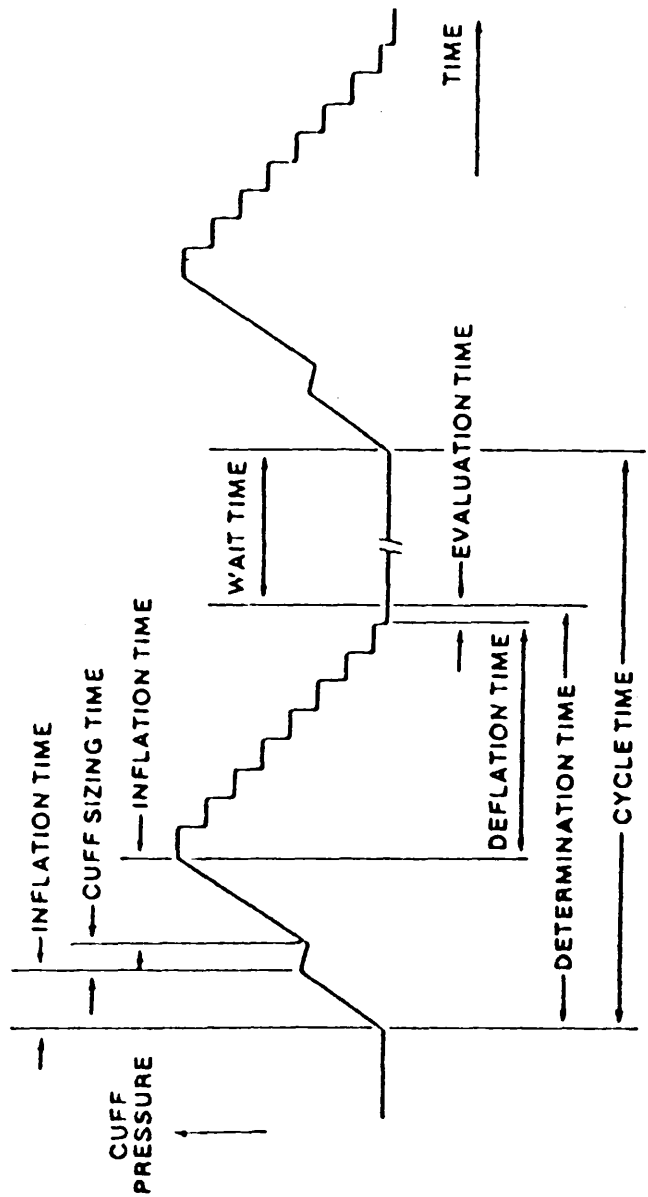 INFLATION TIME
CUFF SIZING TIME
INFLATION TIME
CUFF
PRESSURE
WAIT TIME
TIME
EVALUATION TIME
DEFLATION TIME
DETERMINATION TIME
CYCLE TIME